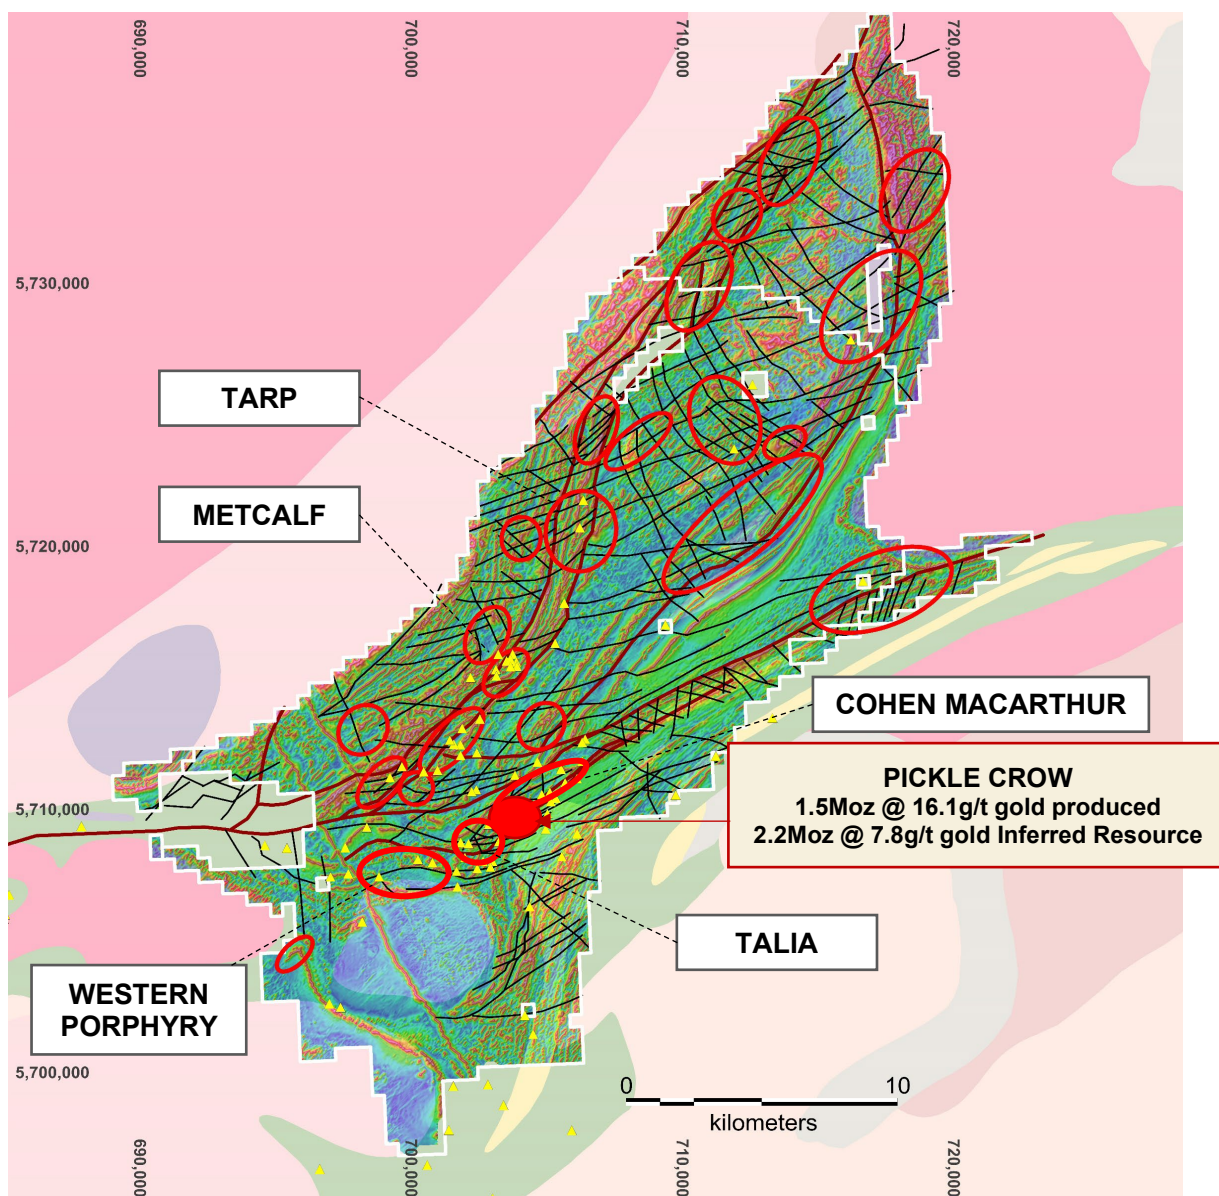 690,000
700,000
710,000
720,000
5,730,000
TARP
METCALF
5,720,000
COHEN MACARTHUR
PICKLE CROW
1.5Moz @ 16.1g/t gold produced
2.2Moz @ 7.8g/t gold Inferred Resource
5,710,000
TALIA
WESTERN
PORPHYRY
5,700,000
0
10
kilometers
690,000
700,000
710,000
720,000